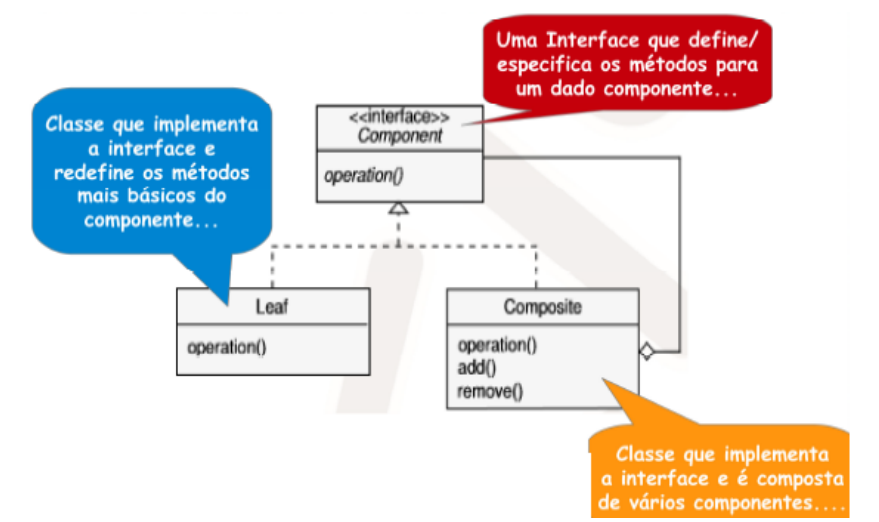 Uma Interface que define/
especifica os métodos para
um dado componente...
Classe que implementa
a interface e
redefine os métodos
mais básicos do
componente...
<<interface>>
Component
operation()
Leaf
operation()
Composite
operation()
add()
remove()
Classe que implementa
a interface e é composta
de vários componentes....